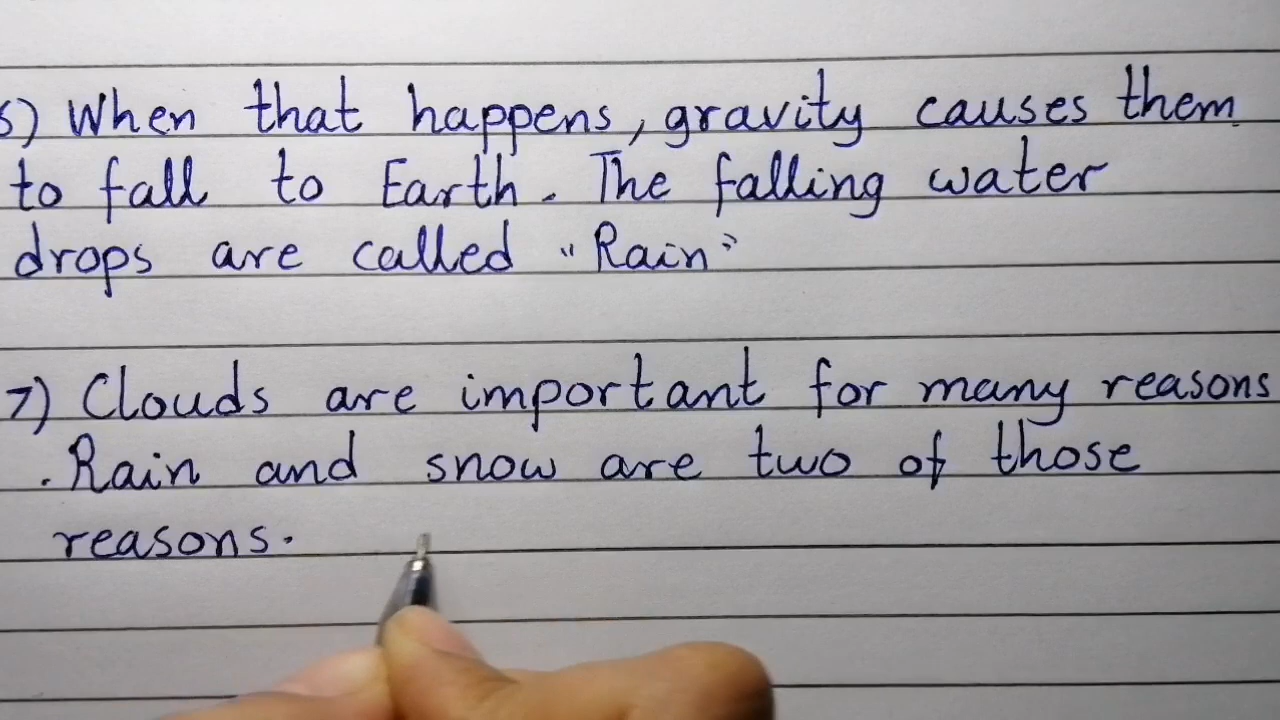 6) When that happens, gravity causes them
to fall to Earth. The falling water
drops are called "Rain"
7) Clouds are important for many reasons
. Rain and snow are two of those
reasons.